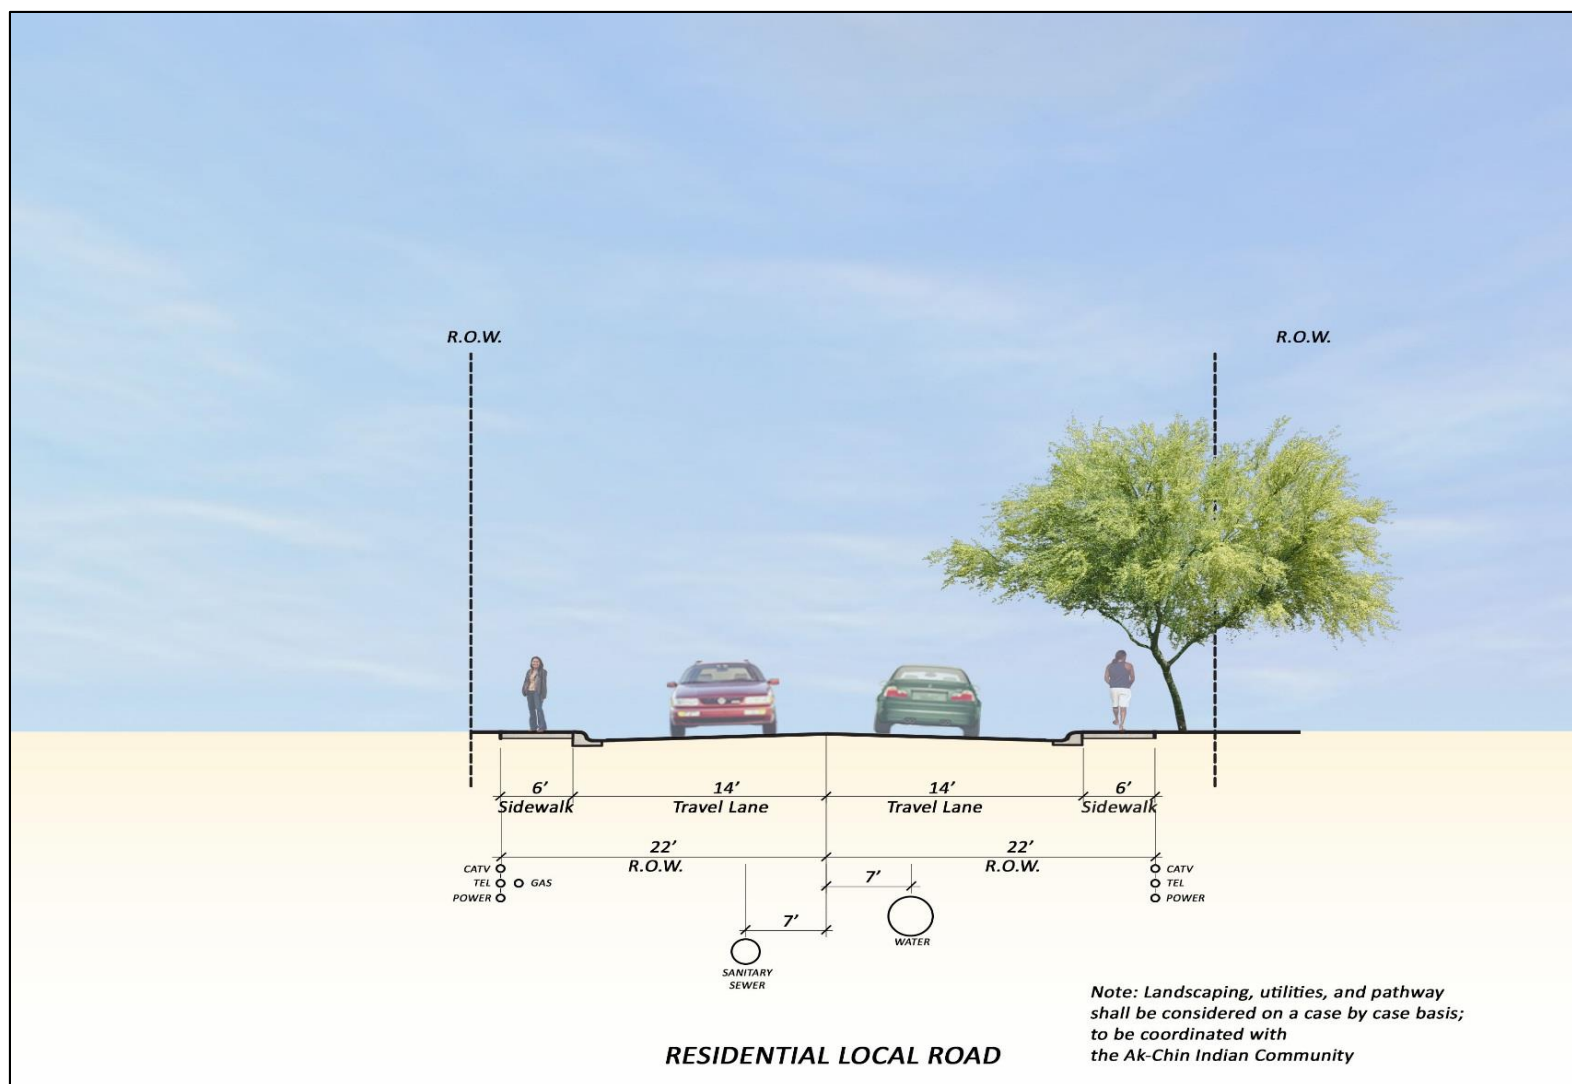 R.O.W.
R.O.W.
6’
14’
14’
6’
Sidewalk
Travel Lane
Travel Lane
Sidewalk
22’
22’
R.O.W.
R.O.W.
CATV
CATV
TEL
GAS
7’
TEL
POWER
POWER
7’
WATER
SANITARY
SEWER
Note: Landscaping, utilities, and pathway
shall be considered on a case by case basis;
to be coordinated with
the Ak-Chin Indian Community
RESIDENTIAL LOCAL ROAD